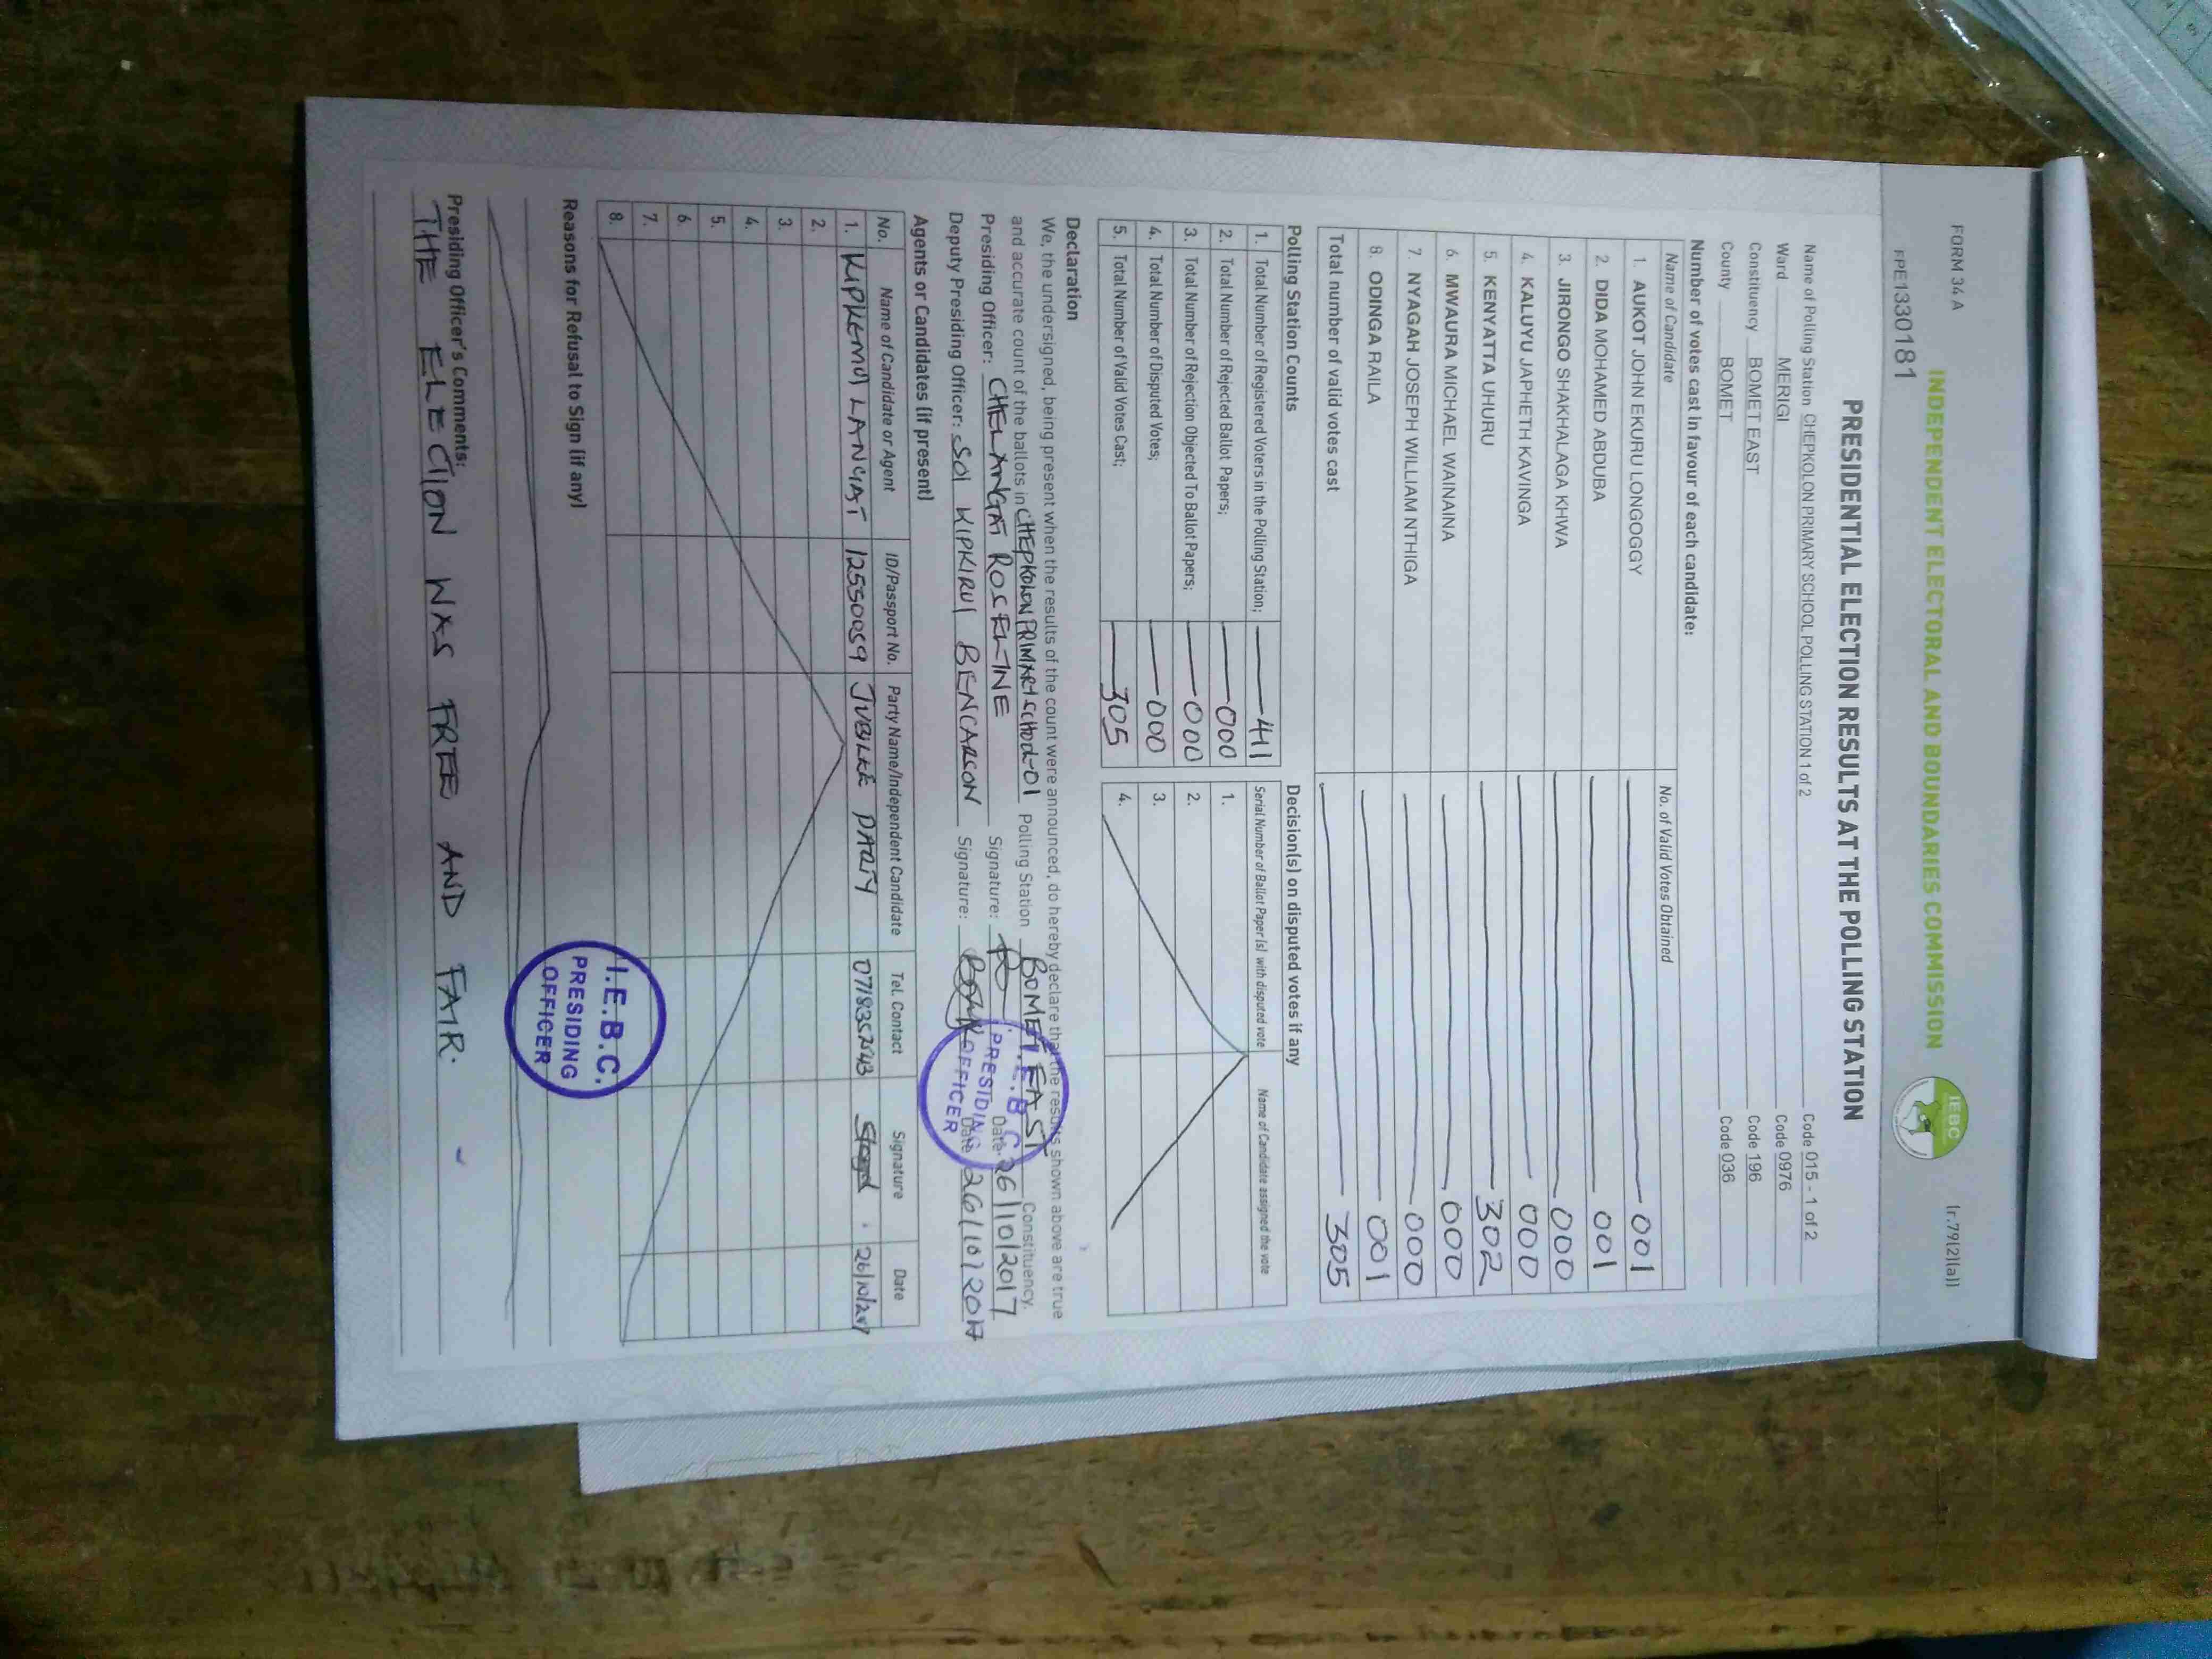 FORM 34 A
INDEPENDENT ELECTORAL AND BOUNDARIES COMMISSION
IEBC
(r.79(2)(a))
FPE1330181
PRESIDENTIAL ELECTION RESULTS AT THE POLLING STATION
Name of Polling Station CHEPKOLON PRIMARY SCHOOL POLLING STATION 1 of 2 Code 015 - 1 of 2
Ward MERIGI Code 0976
Constituency BOMET EAST Code 196
County BOMET Code 036
Number of votes cast in favour of each candidate:
Name of Candidate No. of Valid Votes Obtained
1. AUKOT JOHN EKURU LONGOGGY 001
2. DIDA MOHAMED ABDUBA 001
3. JIRONGO SHAKHALAGA KHWA 000
4. KALUYU JAPHETH KAVINGA 000
5. KENYATTA UHURU 302
6. MWAURA MICHAEL WAINAINA 000
7. NYAGAH JOSEPH WILLIAM NTHIGA 000
8. ODINGA RAILA 001
Total number of valid votes cast 305
Polling Station Counts
1. Total Number of Registered Voters in the Polling Station; 411
2. Total Number of Rejected Ballot Papers; 000
3. Total Number of Rejection Objected To Ballot Papers; 000
4. Total Number of Disputed Votes; 000
5. Total Number of Valid Votes Cast; 305
Decision(s) on disputed votes if any
Serial Number of Ballot Paper (s) with disputed vote Name of Candidate assigned the vote
1.
2.
3.
4.
Declaration
We, the undersigned, being present when the results of the count were announced, do hereby declare that the results shown above are true
and accurate count of the ballots in CHEPKOLON PRIMARY SCHOOL-01 Polling Station BOMET EAST Constituency.
Presiding Officer: CHELANGAT ROSELINE Signature: Date: 26/10/2017
Deputy Presiding Officer: SOI KIPKIRUI BENCARSON Signature: Date 26/10/2017
I.E.B.C.
PRESIDING
OFFICER
Agents or Candidates (if present)
No. Name of Candidate or Agent ID/Passport No. Party Name/Independent Candidate Tel. Contact Signature Date
1. KIPKEMOI LANGAT 12550059 JUBILEE PARTY 0718352543 26/10/2017
2.
3.
4.
5.
6.
7.
8.
I.E.B.C.
PRESIDING
OFFICER
Reasons for Refusal to Sign (if any)
Presiding Officer's Comments:
THE ELECTION WAS FREE AND FAIR.